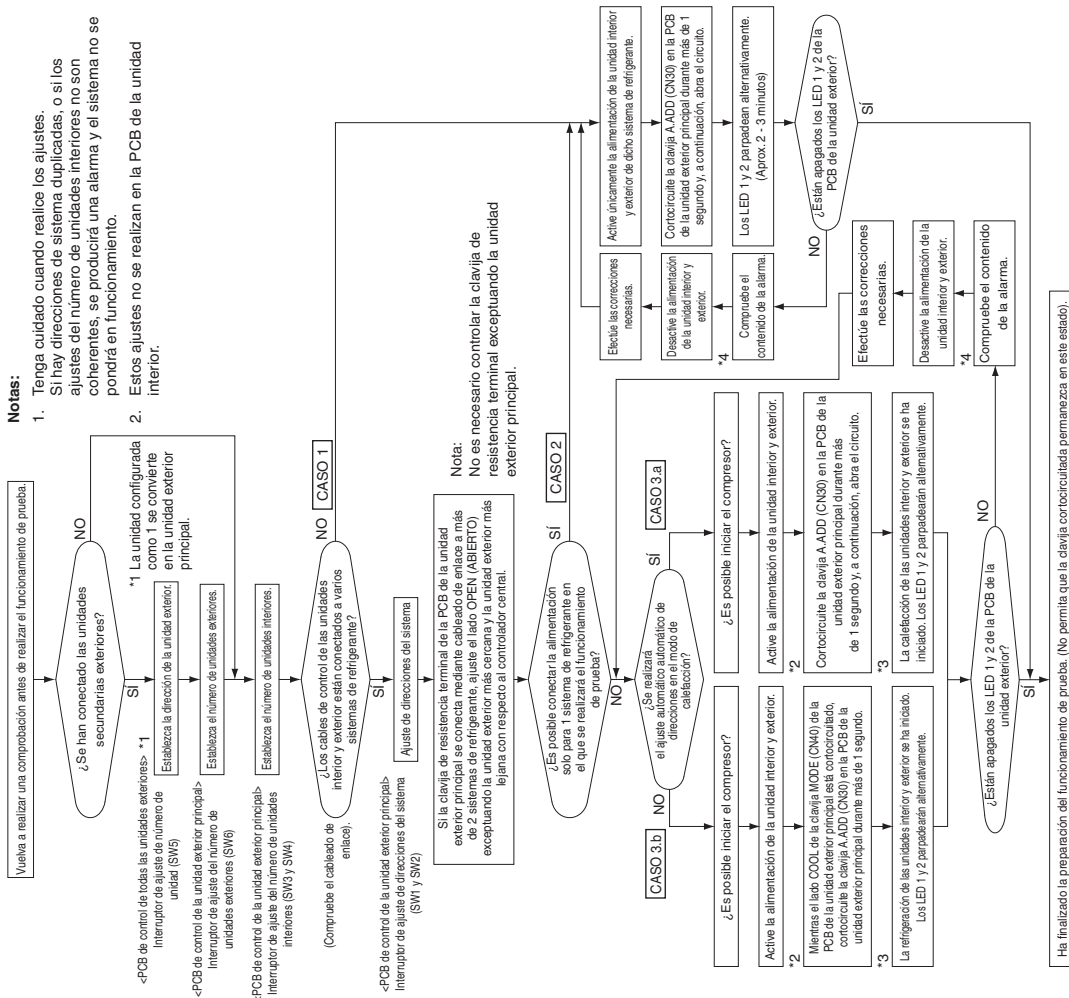 Vuelva a realizar una comprobación antes de realizar el funcionamiento de prueba.
Notas:
1. Tenga cuidado cuando realice los ajustes.
Si hay direcciones de sistema duplicadas, o si los
ajustes del número de unidades interiores no son
coherentes, se producirá una alarma y el sistema no se
pondrá en funcionamiento.
2. Estos ajustes no se realizan en la PCB de la unidad
interior.
¿Se han conectado las unidades
secundarías exteriores?
NO
SÍ
*1 La unidad configurada
como 1 se convierte
en la unidad exterior
principal.
<PCB de control de todas las unidades exteriores> *1
Interruptor de ajuste de número de
unidad (SW5)
Establezca la dirección de la unidad exterior.
<PCB de control de la unidad exterior principal>
Interruptor de ajuste del número de
unidades exteriores (SW6)
Establezca el número de unidades exteriores.
<PCB de control de la unidad exterior principal>
Interruptor de ajuste del número de unidades
interiores (SW3 y SW4)
Establezca el número de unidades interiores.
(Compruebe el cableado de
enlace).
¿Los cables de control de las unidades
interior y exterior están conectados a varios
sistemas de refrigerante?
NO
CASO 1
SÍ
<PCB de control de la unidad exterior principal>
Interruptor de ajuste de direcciones del sistema
(SW1 y SW2)
Ajuste de direcciones del sistema
Si la clavija de resistencia terminal de la PCB de la unidad
exterior principal se conecta mediante cableado de enlace a más
de 2 sistemas de refrigerante, ajuste el lado OPEN (ABIERTO)
exceptuando la unidad exterior más cercana y la unidad exterior más
lejana con respecto al controlador central.
Nota:
No es necesario controlar la clavija de
resistencia terminal exceptuando la unidad
exterior principal.
¿Es posible conectar la alimentación
solo para 1 sistema de refrigerante en
el que se realizará el funcionamiento
de prueba?
SÍ
CASO 2
NO
Active únicamente la alimentación de la unidad interior
y exterior de dicho sistema de refrigerante.
Cortocircuite la clavija A.ADD (CN30) en la PCB
de la unidad exterior principal durante más de 1
segundo y, a continuación, abra el circuito.
Los LED 1 y 2 parpadean alternativamente.
(Aprox. 2 - 3 minutos)
¿Están apagados los LED 1 y 2 de la
PCB de la unidad exterior?
NO
SÍ
Efectúe las correcciones
necesarias.
Desactive la alimentación
de la unidad interior y
exterior.
*4
Compruebe el
contenido de la alarma.
¿Se realizará
el ajuste automático automático de
direcciones en el modo de
calefacción?
NO
SÍ
CASO 3.b
CASO 3.a
¿Es posible iniciar el compresor?
Active la alimentación de la unidad interior y exterior.
*2
Mientras el lado COOL de la clavija MODE (CN40) de la
PCB de la unidad exterior principal está cortocircuitado,
cortocircuite la clavija A.ADD (CN30) en la PCB de la
unidad exterior principal durante más de 1 segundo.
*3
La refrigeración de las unidades interior y exterior se ha iniciado.
Los LED 1 y 2 parpadearán alternativamente.
¿Es posible iniciar el compresor?
Active la alimentación de la unidad interior y exterior.
*2
Cortocircuite la clavija A.ADD (CN30) en la PCB de la
unidad exterior principal durante más
de 1 segundo y, a continuación, abra el circuito.
*3
La calefacción de las unidades interior y exterior se ha
iniciado. Los LED 1 y 2 parpadearán alternativamente.
Efectúe las correcciones
necesarias.
Desactive la alimentación de la
unidad interior y exterior.
*4
Compruebe el contenido
de la alarma.
¿Están apagados los LED 1 y 2 de la PCB de la
unidad exterior?
NO
SÍ
Ha finalizado la preparación del funcionamiento de prueba. (No permita que la clavija cortocircuitada permanezca en este estado).